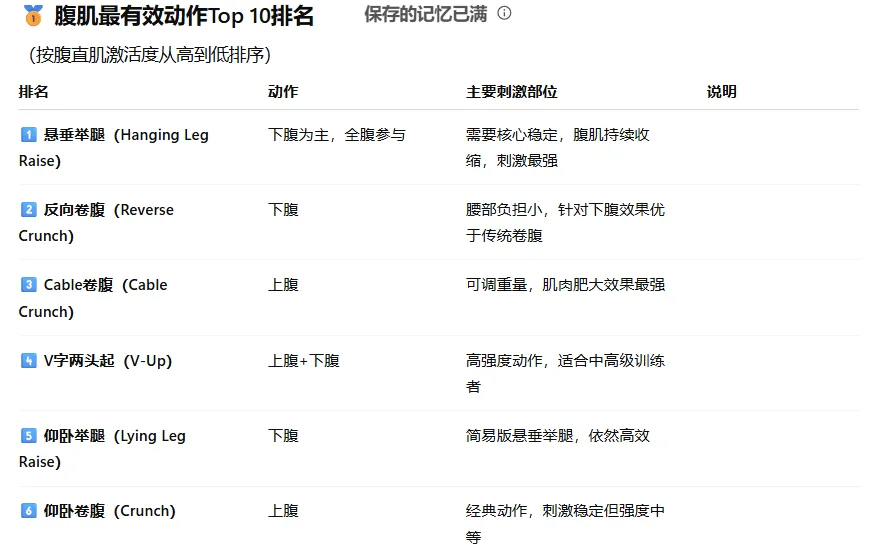 🥇 腹肌最有效动作Top 10排名 保存的记忆已满
（按腹直肌激活度从高到低排序）
排名 动作 主要刺激部位 说明
1️⃣ 悬垂举腿（Hanging Leg 下腹为主，全腹参与 需要核心稳定，腹肌持续收
Raise） 缩，刺激最强
2️⃣ 反向卷腹（Reverse 下腹 腰部负担小，针对下腹效果优
Crunch） 于传统卷腹
3️⃣ Cable卷腹（Cable 上腹 可调重量，肌肉肥大效果最强
Crunch）
4️⃣ V字两头起（V-Up） 上腹+下腹 高强度动作，适合中高级训练
者
5️⃣ 仰卧举腿（Lying Leg 下腹 简易版悬垂举腿，依然高效
Raise）
6️⃣ 仰卧卷腹（Crunch） 上腹 经典动作，刺激稳定但强度中
等